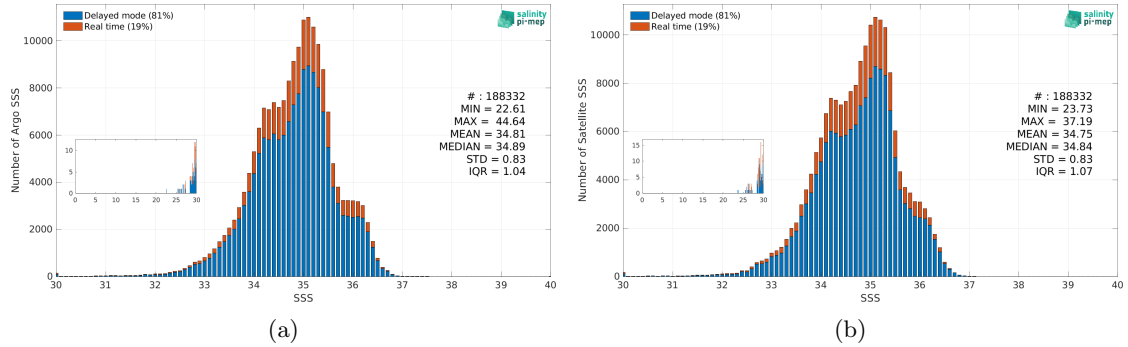 Delayed mode (81%)
Real time (19%)
salinity
pi-mep
Number of Argo SSS
10000
8000
6000
4000
2000
0
# : 188332
MIN = 22.61
MAX = 44.64
MEAN = 34.81
MEDIAN = 34.89
STD = 0.83
IQR = 1.04
10
5
0
0 5 10 15 20 25 30
30 31 32 33 34 35 36 37 38 39 40
SSS
(a)
Delayed mode (81%)
Real time (19%)
salinity
pi-mep
Number of Satellite SSS
10000
8000
6000
4000
2000
0
# : 188332
MIN = 23.73
MAX = 37.19
MEAN = 34.75
MEDIAN = 34.84
STD = 0.83
IQR = 1.07
15
10
5
0
0 5 10 15 20 25 30
30 31 32 33 34 35 36 37 38 39 40
SSS
(b)